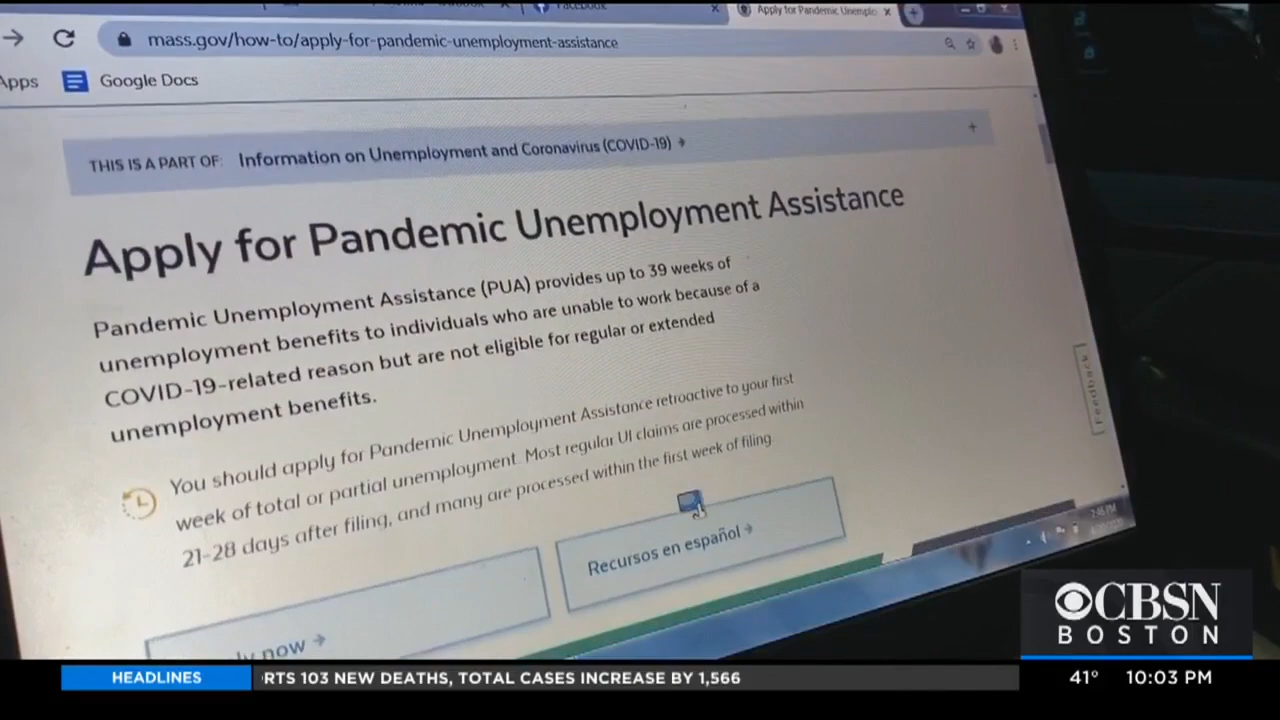 Facebook
Apply for Pandemic Unemplo
mass.gov/how-to/apply-for-pandemic-unemployment-assistance
Apps Google Docs
THIS IS A PART OF: Information on Unemployment and Coronavirus (COVID-19) →
+
Apply for Pandemic Unemployment Assistance
Pandemic Unemployment Assistance (PUA) provides up to 39 weeks of
unemployment benefits to individuals who are unable to work because of a
COVID-19-related reason but are not eligible for regular or extended
unemployment benefits.
You should apply for Pandemic Unemployment Assistance retroactive to your first
week of total or partial unemployment. Most regular UI claims are processed within
21-28 days after filing, and many are processed within the first week of filing.
Feedback
now →
Recursos en español →
CBSN
BOSTON
HEADLINES RTS 103 NEW DEATHS, TOTAL CASES INCREASE BY 1,566 41° 10:03 PM